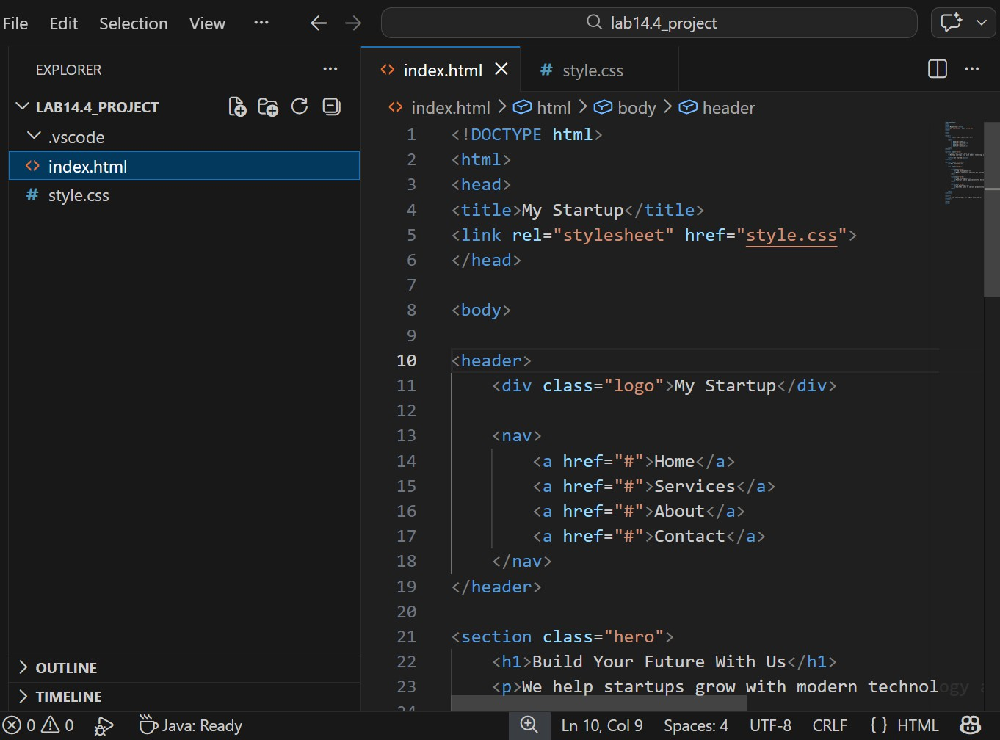 File Edit Selection View ··· lab14.4_project
EXPLORER ···
LAB14.4_PROJECT
.vscode
index.html
style.css
OUTLINE
TIMELINE
index.html style.css ···
index.html > html > body > header
1 <!DOCTYPE html>
2 <html>
3 <head>
4 <title>My Startup</title>
5 <link rel="stylesheet" href="style.css">
6 </head>
7
8 <body>
9
10 <header>
11     <div class="logo">My Startup</div>
12
13     <nav>
14         <a href="#">Home</a>
15         <a href="#">Services</a>
16         <a href="#">About</a>
17         <a href="#">Contact</a>
18     </nav>
19 </header>
20
21 <section class="hero">
22     <h1>Build Your Future With Us</h1>
23     <p>We help startups grow with modern technology a
24
0 0 Java: Ready Ln 10, Col 9 Spaces: 4 UTF-8 CRLF { } HTML